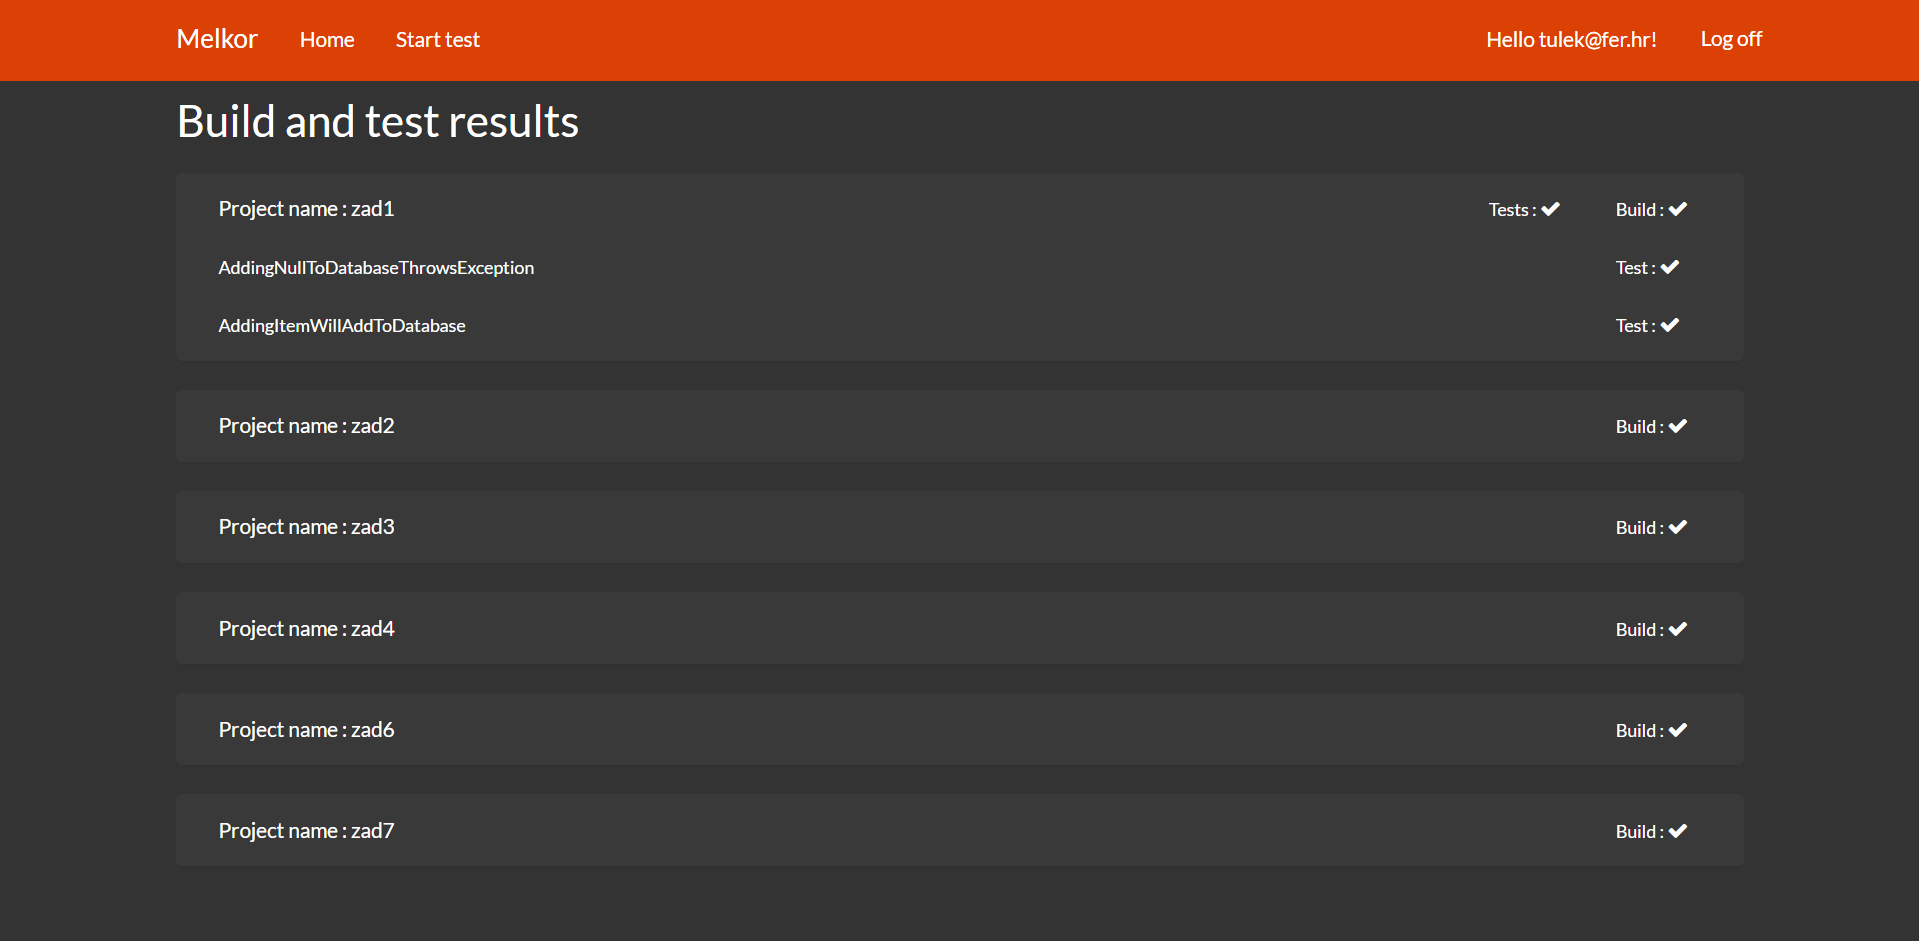 Melkor Home Start test Hello tulek@fer.hr! Log off
Build and test results
Project name : zad1 Tests : ✔ Build : ✔
AddingNullToDatabaseThrowsException Test : ✔
AddingItemWillAddToDatabase Test : ✔
Project name : zad2 Build : ✔
Project name : zad3 Build : ✔
Project name : zad4 Build : ✔
Project name : zad6 Build : ✔
Project name : zad7 Build : ✔